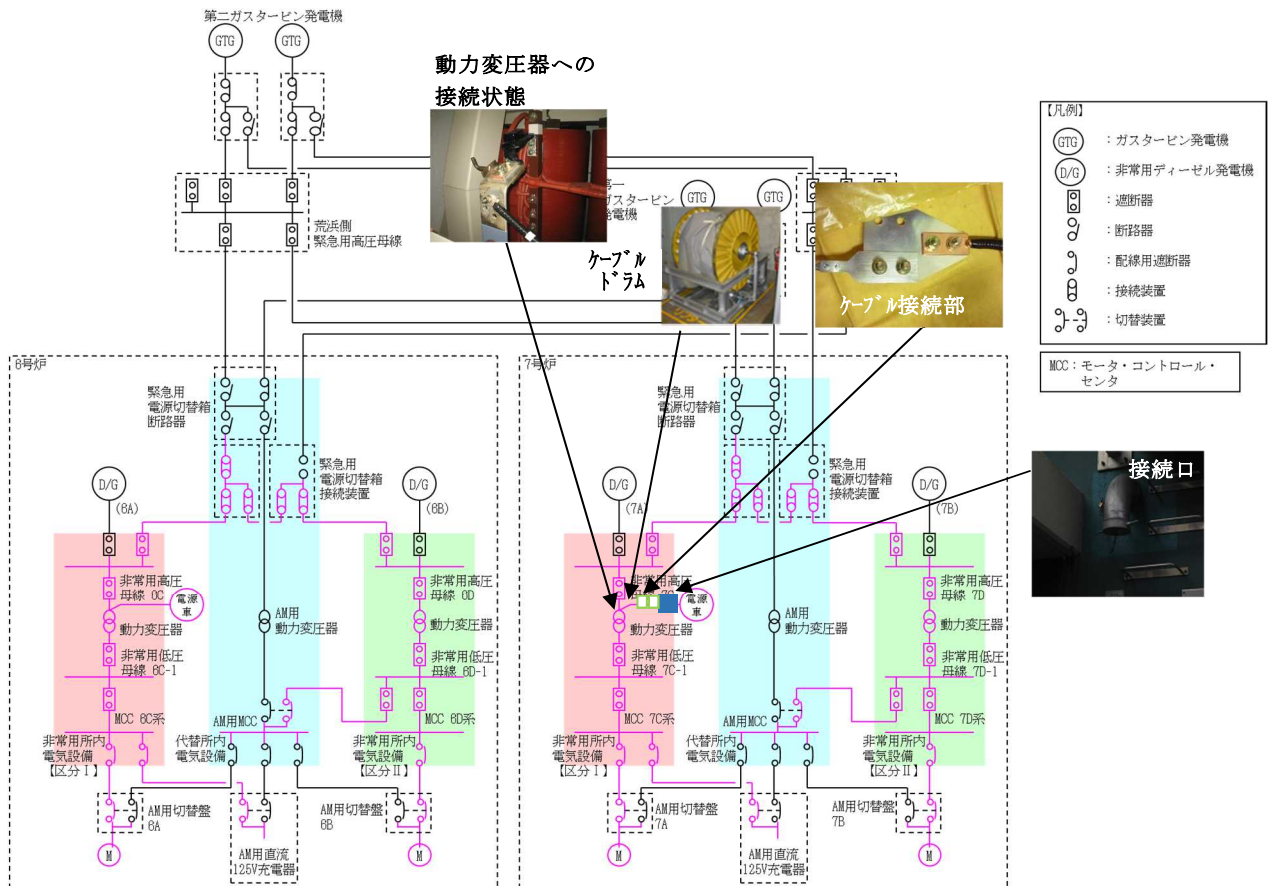 第二ガスタービン発電機
GTG
GTG
動力変圧器への
接続状態
荒浜側
緊急用高圧母線
ガスタービン
発電機
GTG
GTG
ケーブル
ドラム
ケーブル接続部
【凡例】
GTG
：ガスタービン発電機
D/G
：非常用ディーゼル発電機
：遮断器
：断路器
：配線用遮断器
：接続装置
：切替装置
MCC：モータ・コントロール・
センタ
接続口
6号炉
緊急用
電源切替箱
断路器
緊急用
電源切替箱
接続装置
D/G
(6A)
D/G
(6B)
非常用高圧
母線 6C
電源
車
動力変圧器
非常用低圧
母線 6C-1
MCC 6C系
非常用所内
電気設備
【区分Ⅰ】
AM用
動力変圧器
AM用MCC
代替所内
電気設備
非常用高圧
母線 6D
動力変圧器
非常用低圧
母線 6D-1
MCC 6D系
非常用所内
電気設備
【区分Ⅱ】
AM用切替盤
6A
AM用切替盤
6B
M
AM用直流
125V充電器
M
7号炉
緊急用
電源切替箱
断路器
緊急用
電源切替箱
接続装置
D/G
(7A)
D/G
(7B)
非常用高圧
電源
車
動力変圧器
非常用低圧
母線 7C-1
MCC 7C系
非常用所内
電気設備
【区分Ⅰ】
AM用
動力変圧器
AM用MCC
代替所内
電気設備
非常用高圧
母線 7D
動力変圧器
非常用低圧
母線 7D-1
MCC 7D系
非常用所内
電気設備
【区分Ⅱ】
AM用切替盤
7A
AM用切替盤
7B
M
AM用直流
125V充電器
M